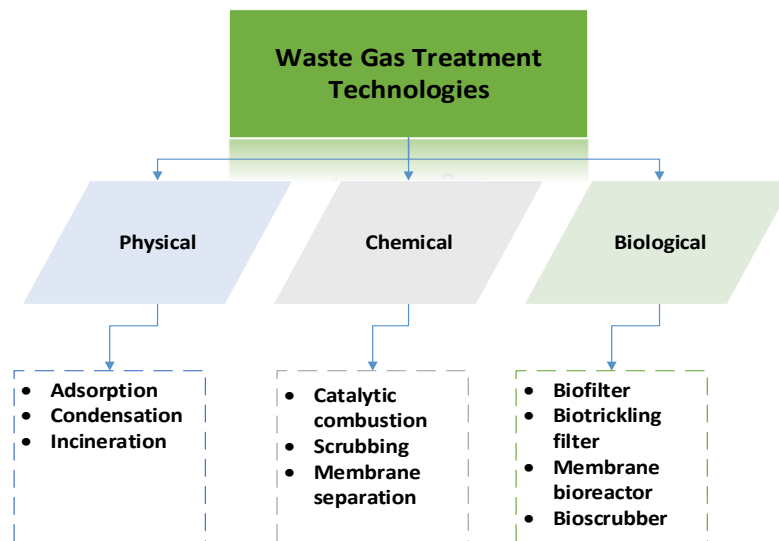 Waste Gas Treatment
Technologies
Physical
Chemical
Biological
• Adsorption
• Condensation
• Incineration
• Catalytic
combustion
• Scrubbing
• Membrane
separation
• Biofilter
• Biotrickling
filter
• Membrane
bioreactor
• Bioscrubber